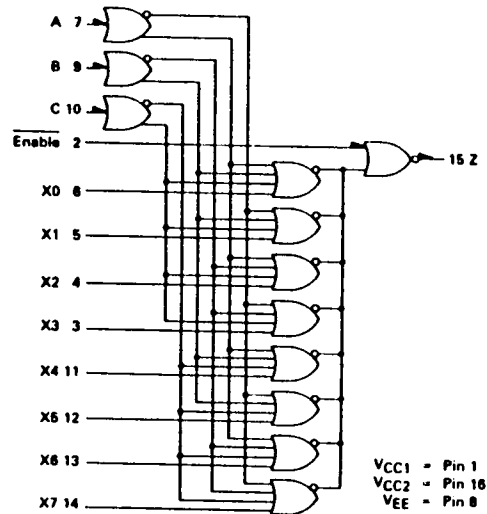 A 7
B 9
C 10
Enable 2
15 Z
X0 6
X1 5
X2 4
X3 3
X4 11
X5 12
X6 13
X7 14
VCC1 = Pin 1
VCC2 = Pin 16
VEE = Pin 8